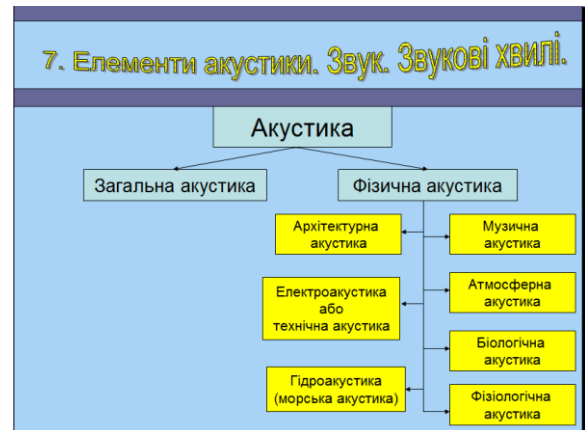 7. Елементи акустики. Звук. Звукові хвилі.
Акустика
Загальна акустика
Фізична акустика
Архітектурна
акустика
Музична
акустика
Електроакустика
або
технічна акустика
Атмосферна
акустика
Біологічна
акустика
Гідроакустика
(морська акустика)
Фізіологічна
акустика